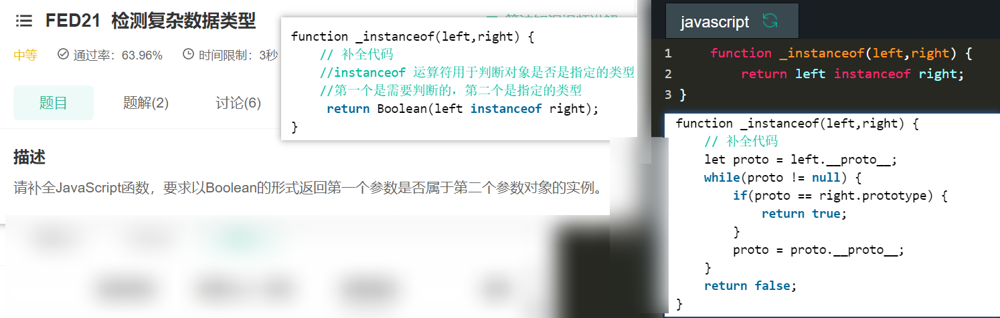 FED21 检测复杂数据类型
中等 通过率：63.96% 时间限制：3秒
题目 题解(2) 讨论(6)
描述
请补全JavaScript函数，要求以Boolean的形式返回第一个参数是否属于第二个参数对象的实例。
function _instanceof(left,right) {
// 补全代码
//instanceof 运算符用于判断对象是否是指定的类型
//第一个是需要判断的，第二个是指定的类型
return Boolean(left instanceof right);
}
javascript
1 function _instanceof(left,right) {
2 return left instanceof right;
3 }
function _instanceof(left,right) {
// 补全代码
let proto = left.__proto__;
while(proto != null) {
if(proto == right.prototype) {
return true;
}
proto = proto.__proto__;
}
return false;
}